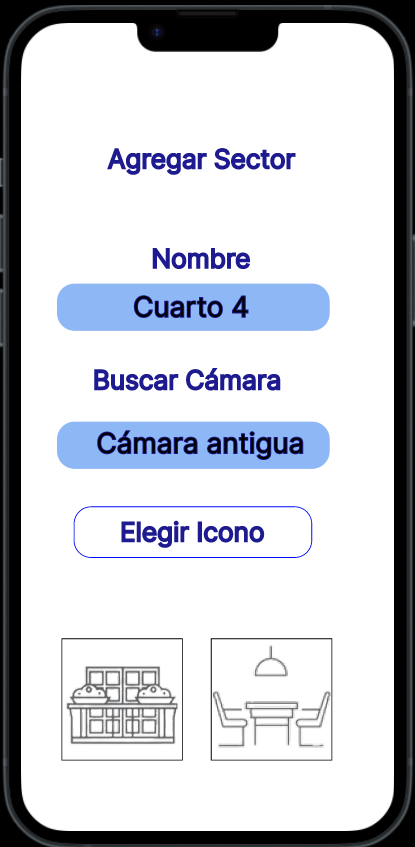 Agregar Sector
Nombre
Cuarto 4
Buscar Cámara
Cámara antigua
Elegir Icono